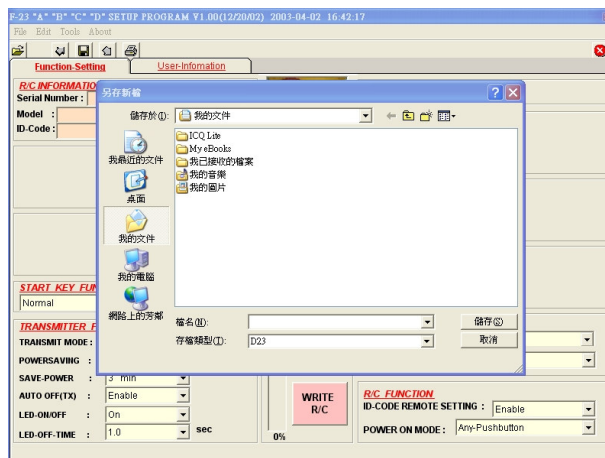 F-23 "A" "B" "C" "D" SETUP PROGRAM V1.00(12/20/02) 2003-04-02 16:42:17
File Edit Tools About
Function-Setting
User-Infomation
R/C INFORMATIO
Serial Number :
Model :
ID-Code :
另存新檔
儲存於(I):
我的文件
我最近的文件
桌面
我的文件
我的電腦
網路上的芳鄰
ICQ Lite
My eBooks
我已接收的檔案
我的音樂
我的圖片
檔名(N):
儲存(S)
存檔類型(T):
D23
取消
START KEY FUN
Normal
TRANSMITTER F
TRANSMIT MODE :
POWERSAVING :
SAVE-POWER : 3 min
AUTO OFF(TX) : Enable
LED-ON/OFF : On
LED-OFF-TIME : 1.0 sec
0%
WRITE
R/C
R/C FUNCTION
ID-CODE REMOTE SETTING : Enable
POWER ON MODE : Any-Pushbutton